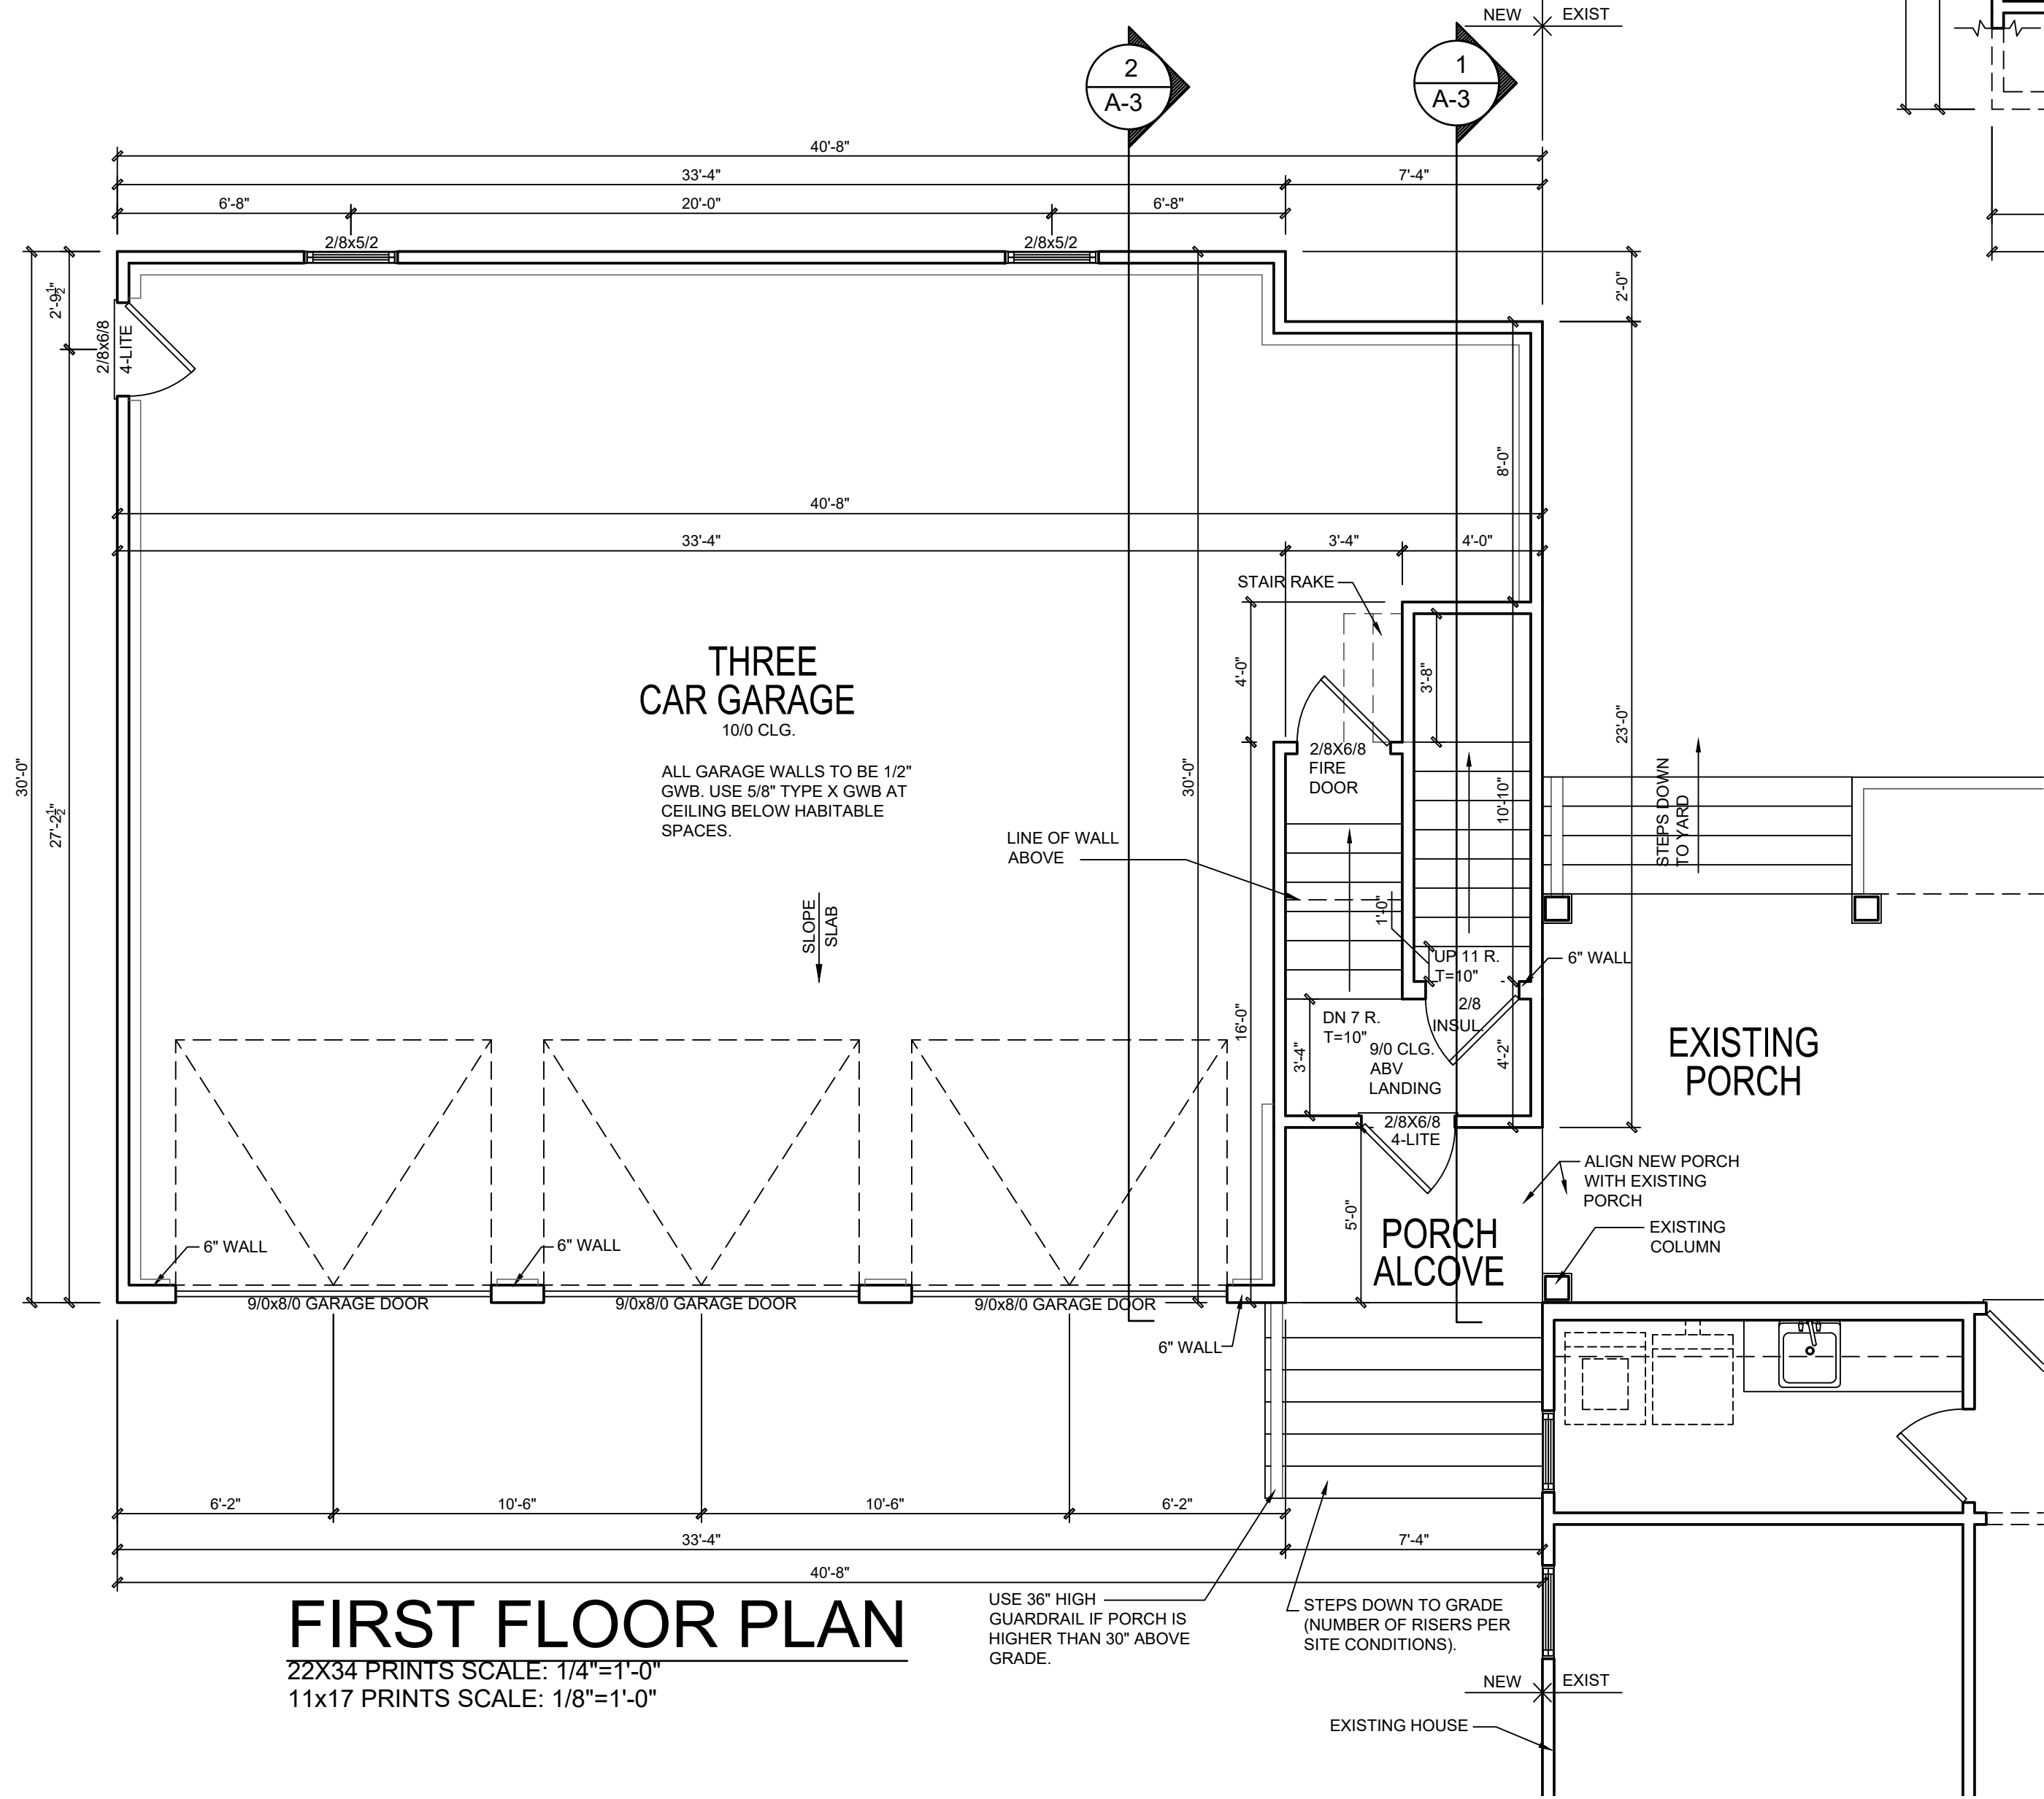 NEW EXIST
2
A-3
1
A-3
40'-8"
33'-4" 7'-4"
6'-8" 20'-0" 6'-8"
2/8x5/2 2/8x5/2
2'-9 1/2"
2'-0"
2/8x6/8
4-LITE
8'-0"
40'-8"
33'-4" 3'-4" 4'-0"
STAIR RAKE
THREE
CAR GARAGE
10/0 CLG.
4'-0"
3'-8"
23'-0"
30'-0"
27'-2 1/2"
30'-0"
2/8X6/8
FIRE
DOOR
10'-10"
STEPS DOWN
TO YARD
ALL GARAGE WALLS TO BE 1/2"
GWB. USE 5/8" TYPE X GWB AT
CEILING BELOW HABITABLE
SPACES.
LINE OF WALL
ABOVE
SLOPE
SLAB
1'-0"
UP 11 R.
T=10"
6" WALL
2/8
INSUL.
16'-0"
DN 7 R.
T=10"
3'-4"
9/0 CLG.
ABV
LANDING
4'-2"
EXISTING
PORCH
2/8X6/8
4-LITE
ALIGN NEW PORCH
WITH EXISTING
PORCH
5'-0"
PORCH
ALCOVE
EXISTING
COLUMN
6" WALL 6" WALL
9/0x8/0 GARAGE DOOR 9/0x8/0 GARAGE DOOR 9/0x8/0 GARAGE DOOR
6" WALL
6'-2" 10'-6" 10'-6" 6'-2"
33'-4" 7'-4"
40'-8"
FIRST FLOOR PLAN
22X34 PRINTS SCALE: 1/4"=1'-0"
11x17 PRINTS SCALE: 1/8"=1'-0"
USE 36" HIGH
GUARDRAIL IF PORCH IS
HIGHER THAN 30" ABOVE
GRADE.
STEPS DOWN TO GRADE
(NUMBER OF RISERS PER
SITE CONDITIONS).
NEW EXIST
EXISTING HOUSE